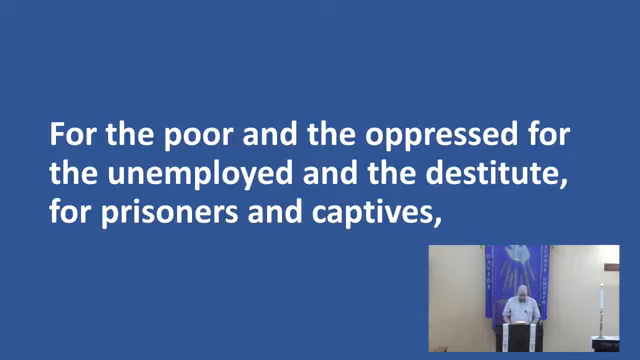 For the poor and the oppressed for
the unemployed and the destitute,
for prisoners and captives,